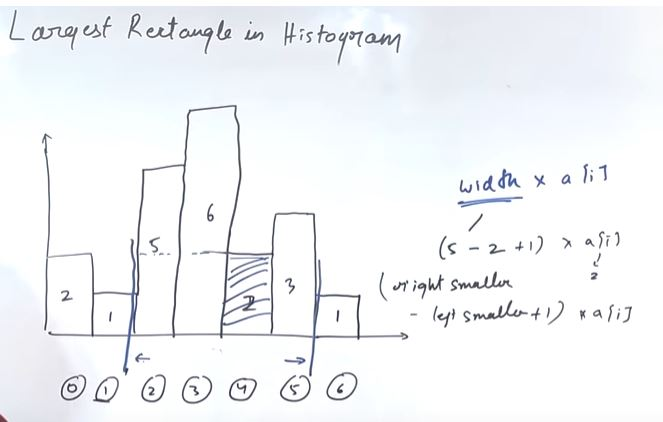 Largest Rectangle in Histogram
6
5
2
1
2
3
1
0 1 2 3 4 5 6
width x a[i]
(5 - 2 + 1) x a[i]
2
(right smaller
- left smaller + 1) x a[i]